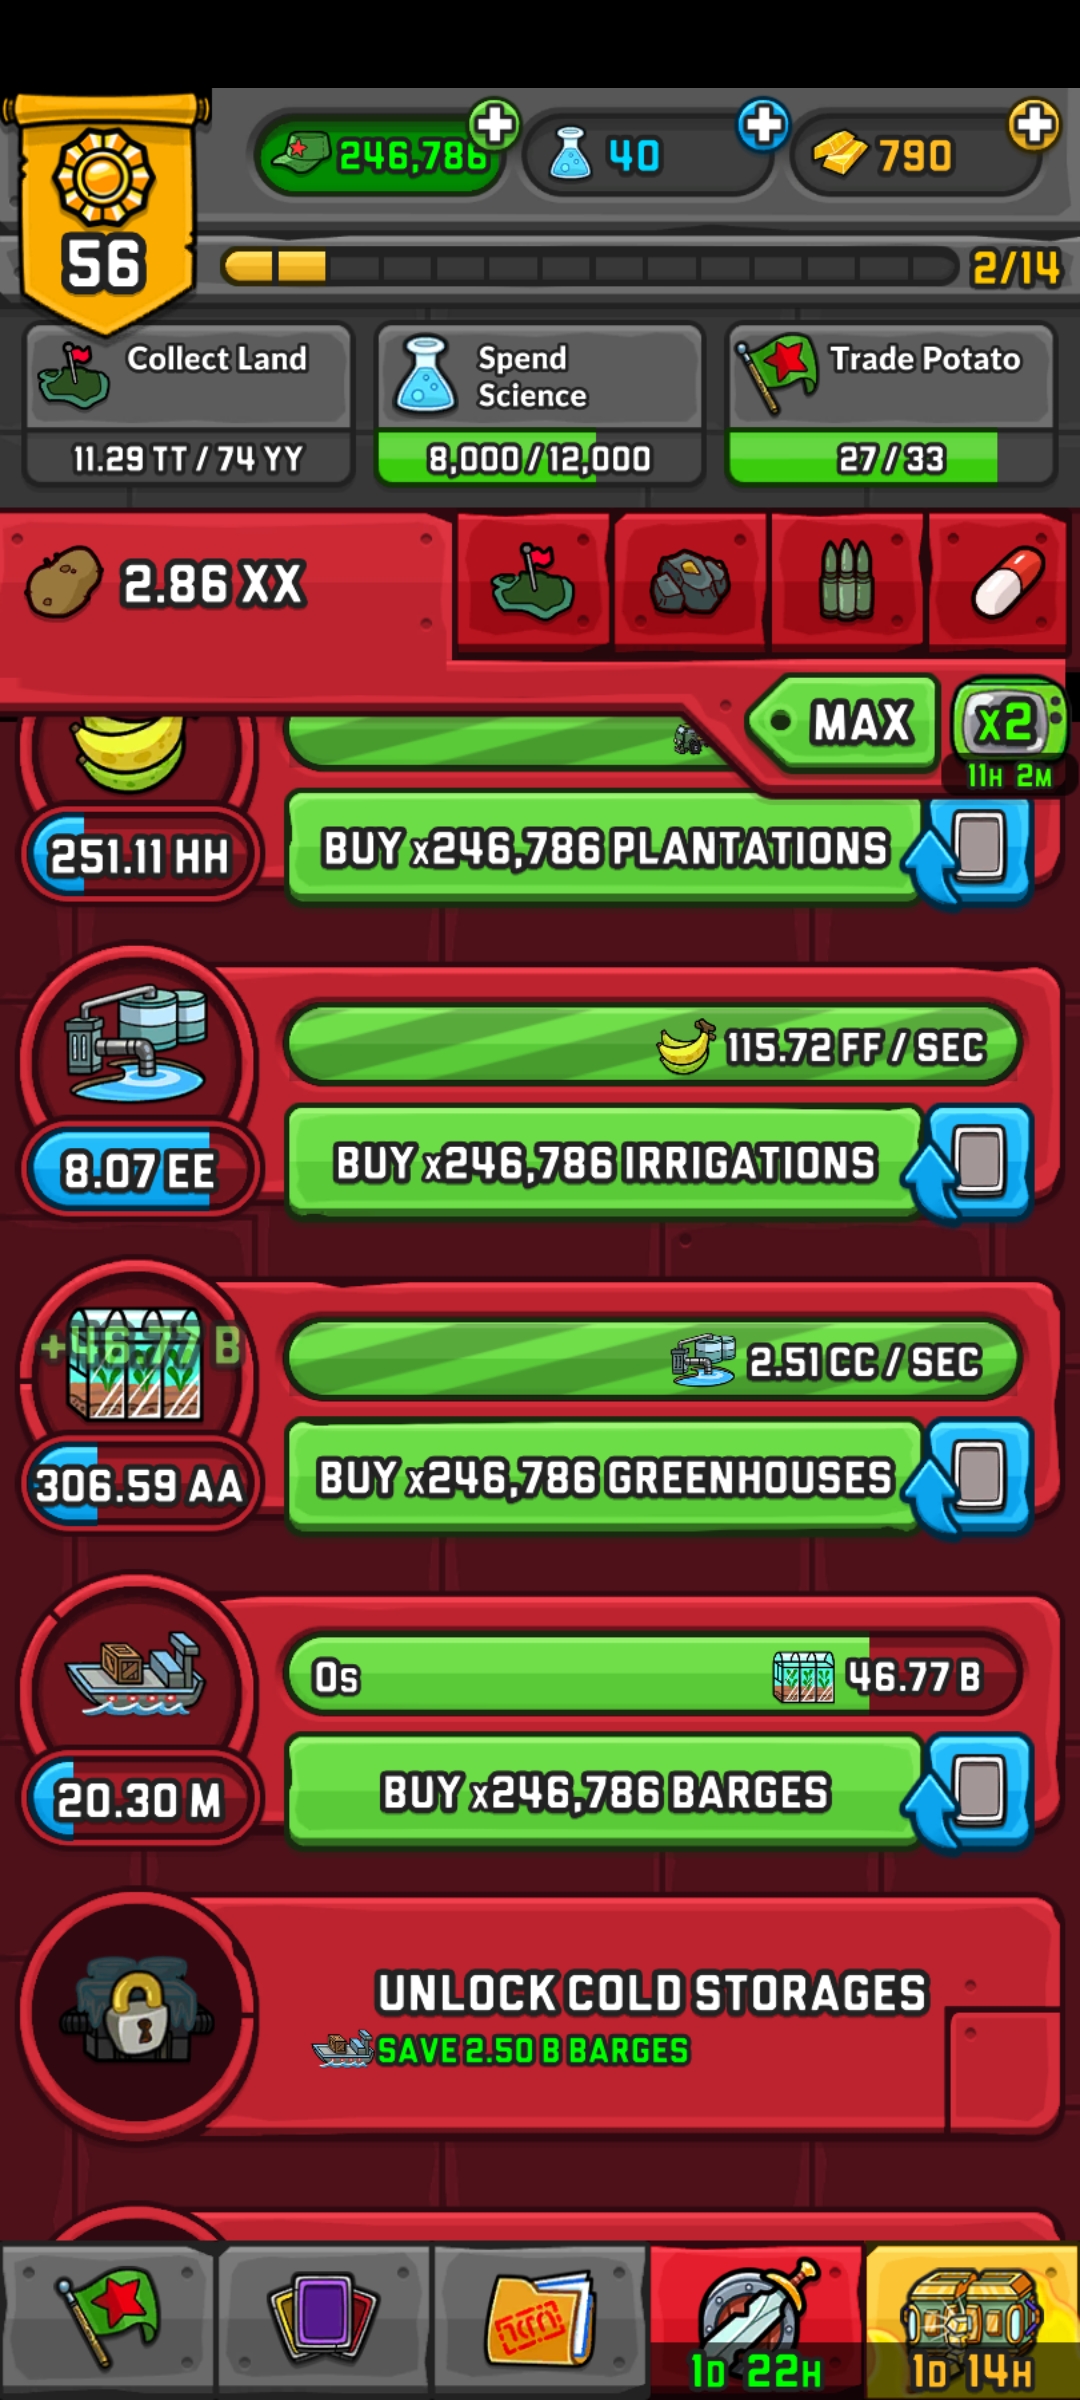 246,786
40
790
56
2/14
Collect Land
11.29 TT / 74 YY
Spend
Science
8,000 / 12,000
Trade Potato
27 / 33
2.86 XX
MAX
x2
11H 2M
251.11 HH
BUY x246,786 PLANTATIONS
115.72 FF / SEC
8.07 EE
BUY x246,786 IRRIGATIONS
+46.77 B
2.51 CC / SEC
306.59 AA
BUY x246,786 GREENHOUSES
0s
46.77 B
20.30 M
BUY x246,786 BARGES
UNLOCK COLD STORAGES
SAVE 2.50 B BARGES
1D 22H
1D 14H